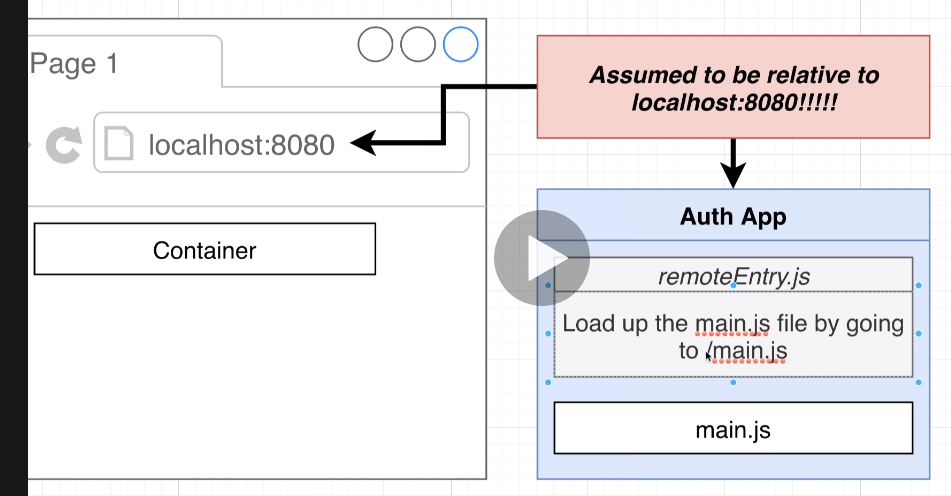 Page 1
localhost:8080
Container
Assumed to be relative to
localhost:8080!!!!!
Auth App
remoteEntry.js
Load up the main.js file by going
to /main.js
main.js